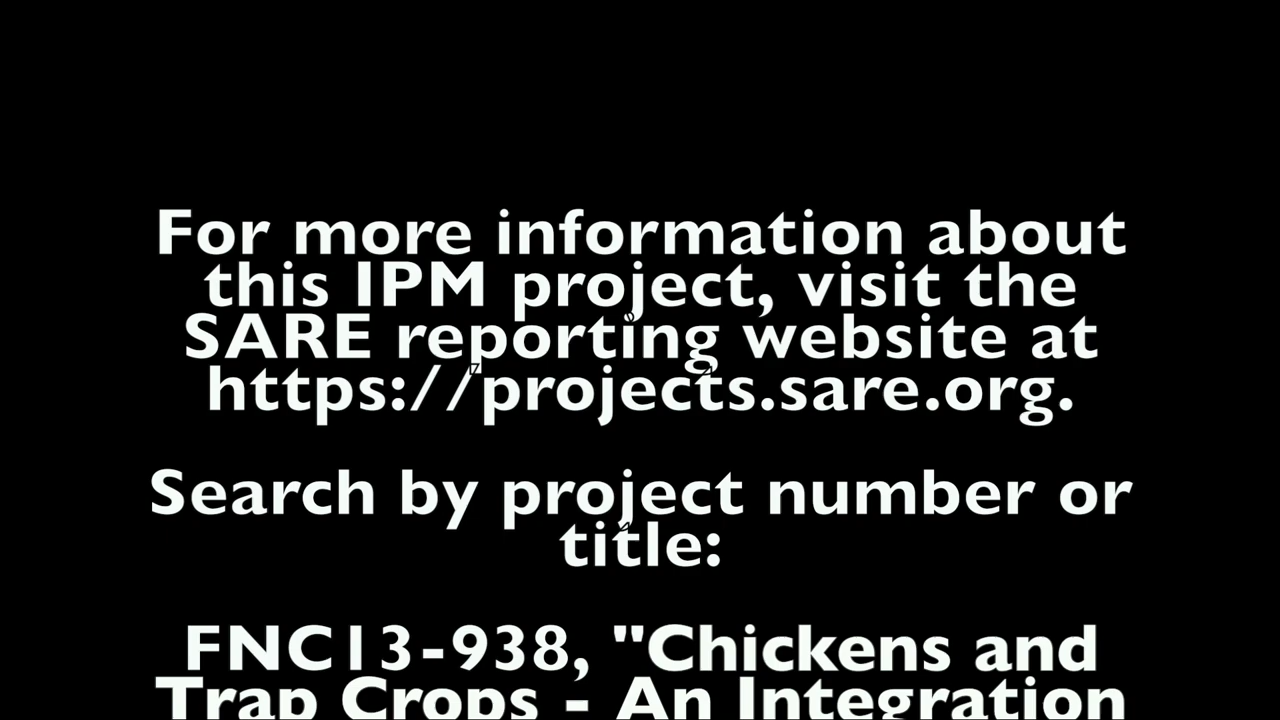 For more information about
this IPM project, visit the
SARE reporting website at
https://projects.sare.org.
Search by project number or
title:
FNC13-938, "Chickens and
Trap Crops - An Integration